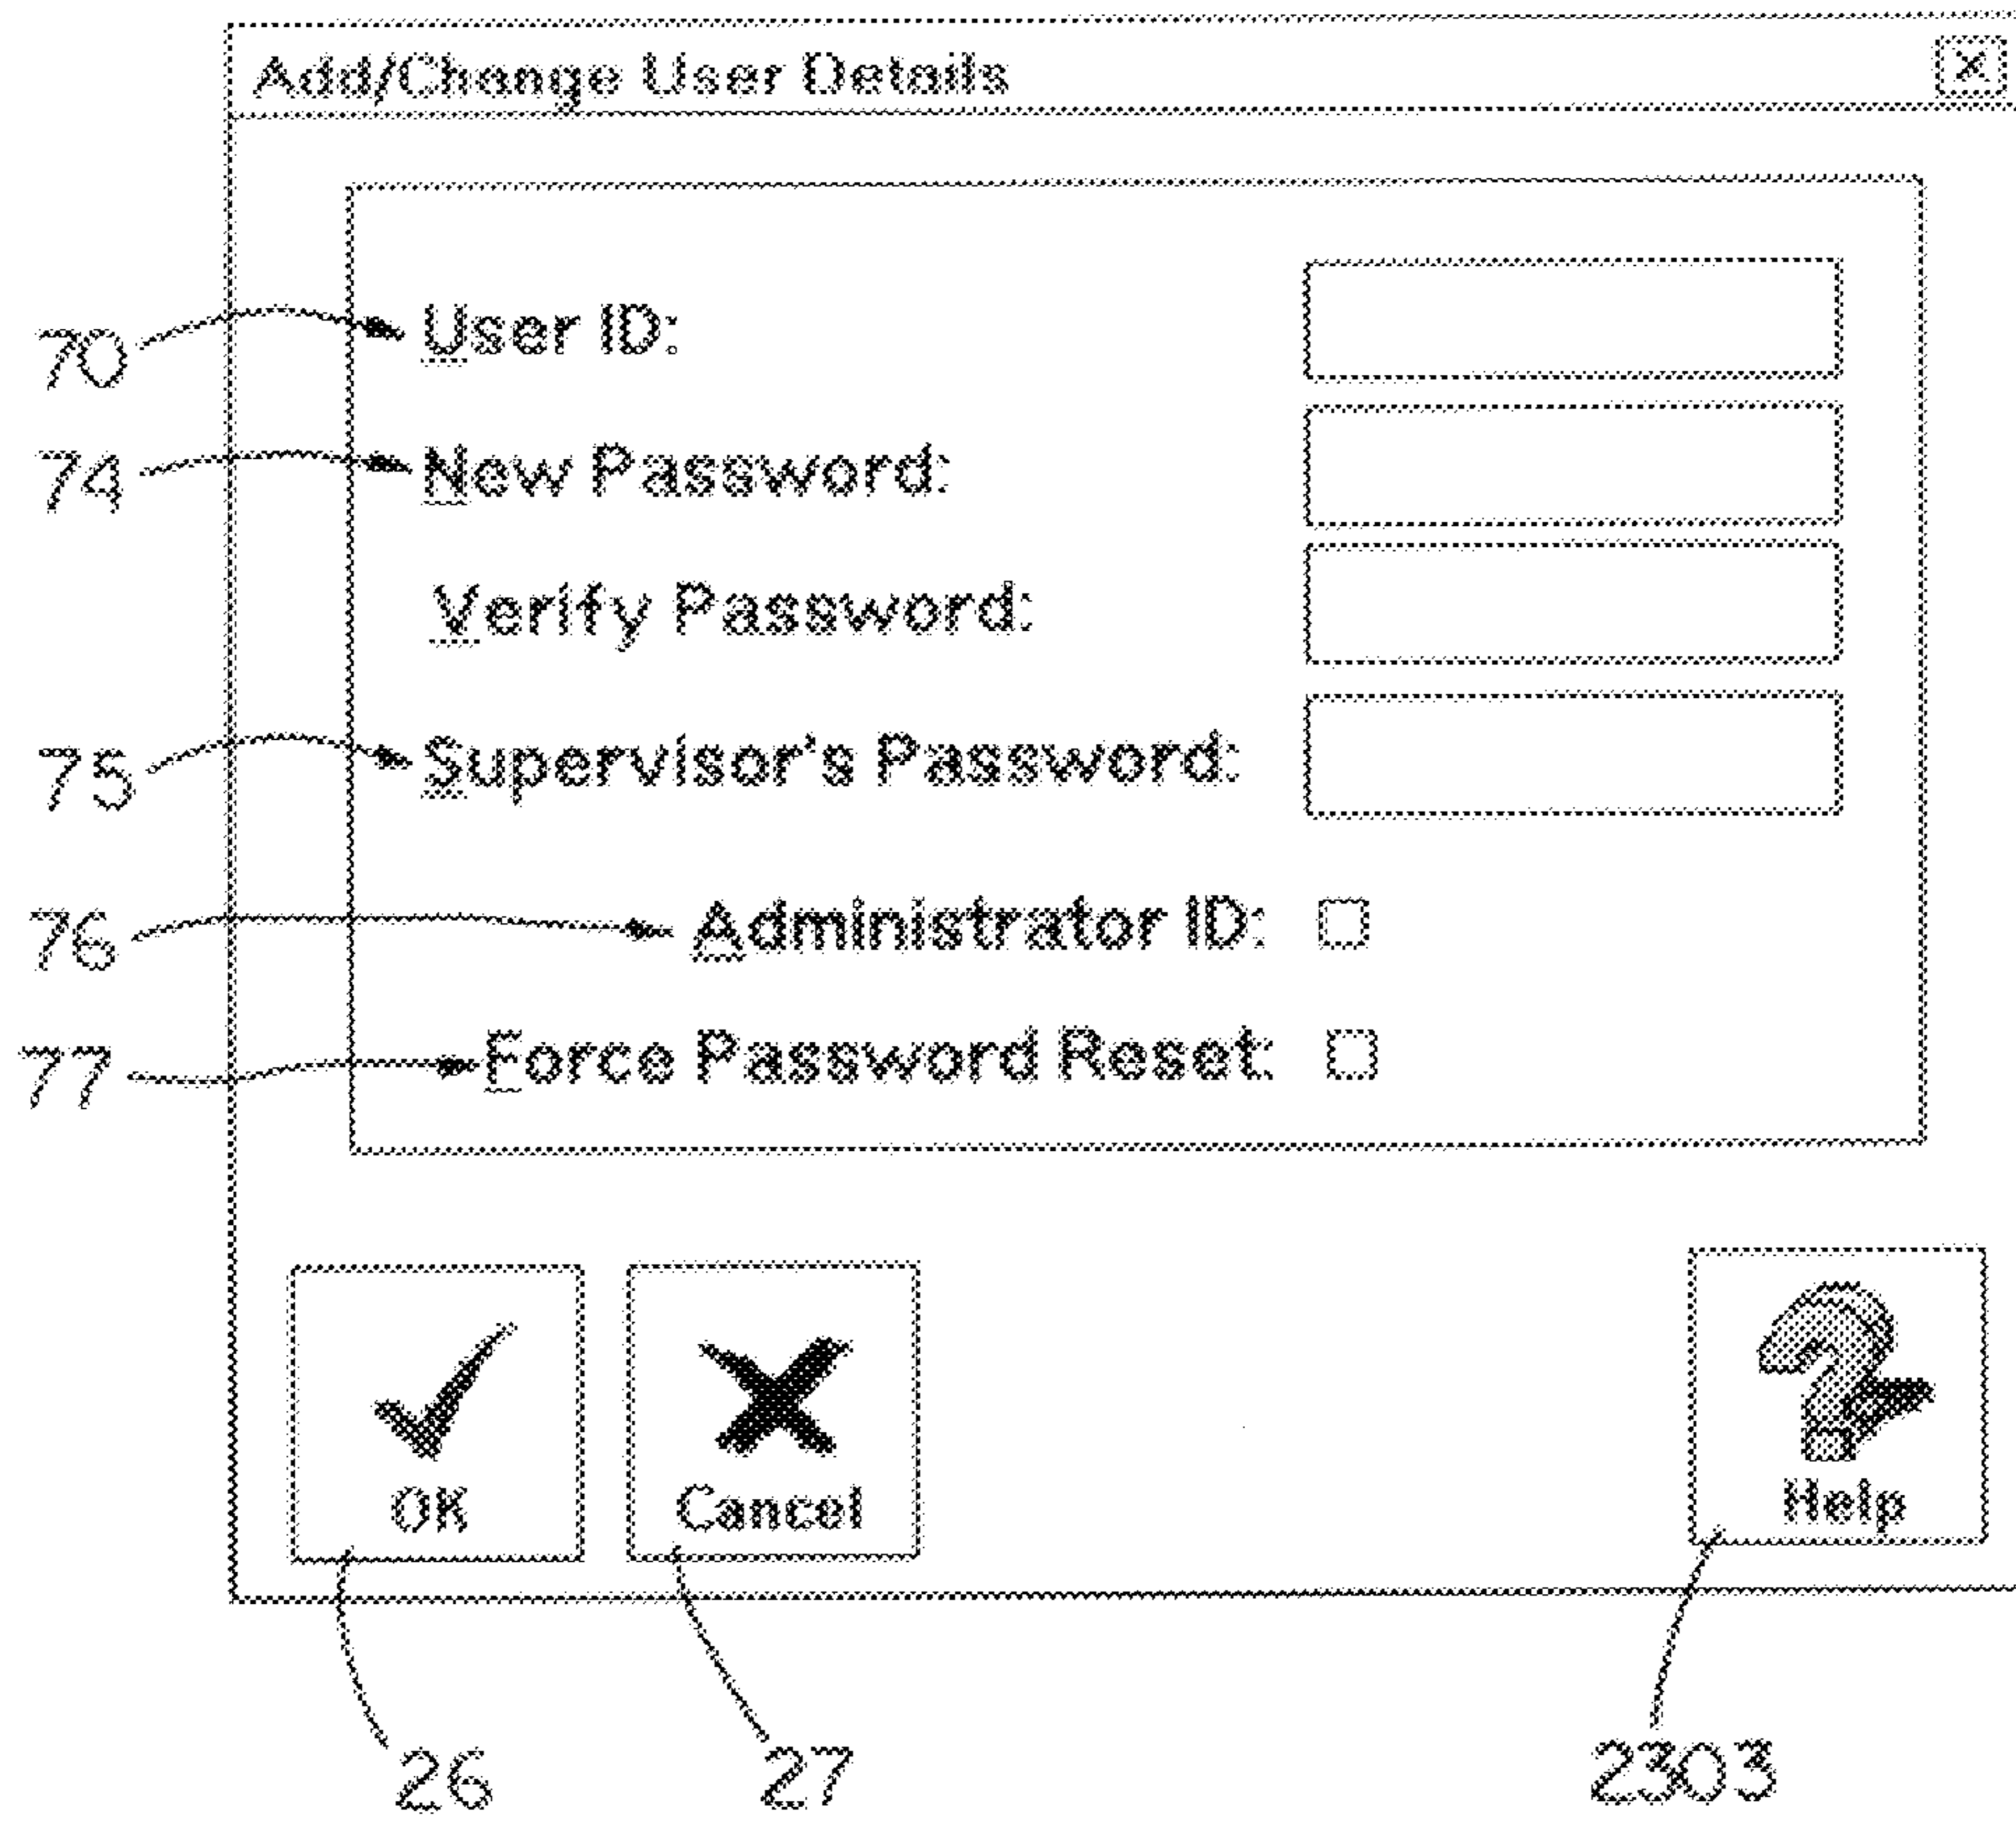 Add/Change User Details
70 User ID:
74 New Password:
Verify Password:
75 Supervisor's Password:
76 Administrator ID:
77 Force Password Reset:
OK Cancel Help
26 27 2303